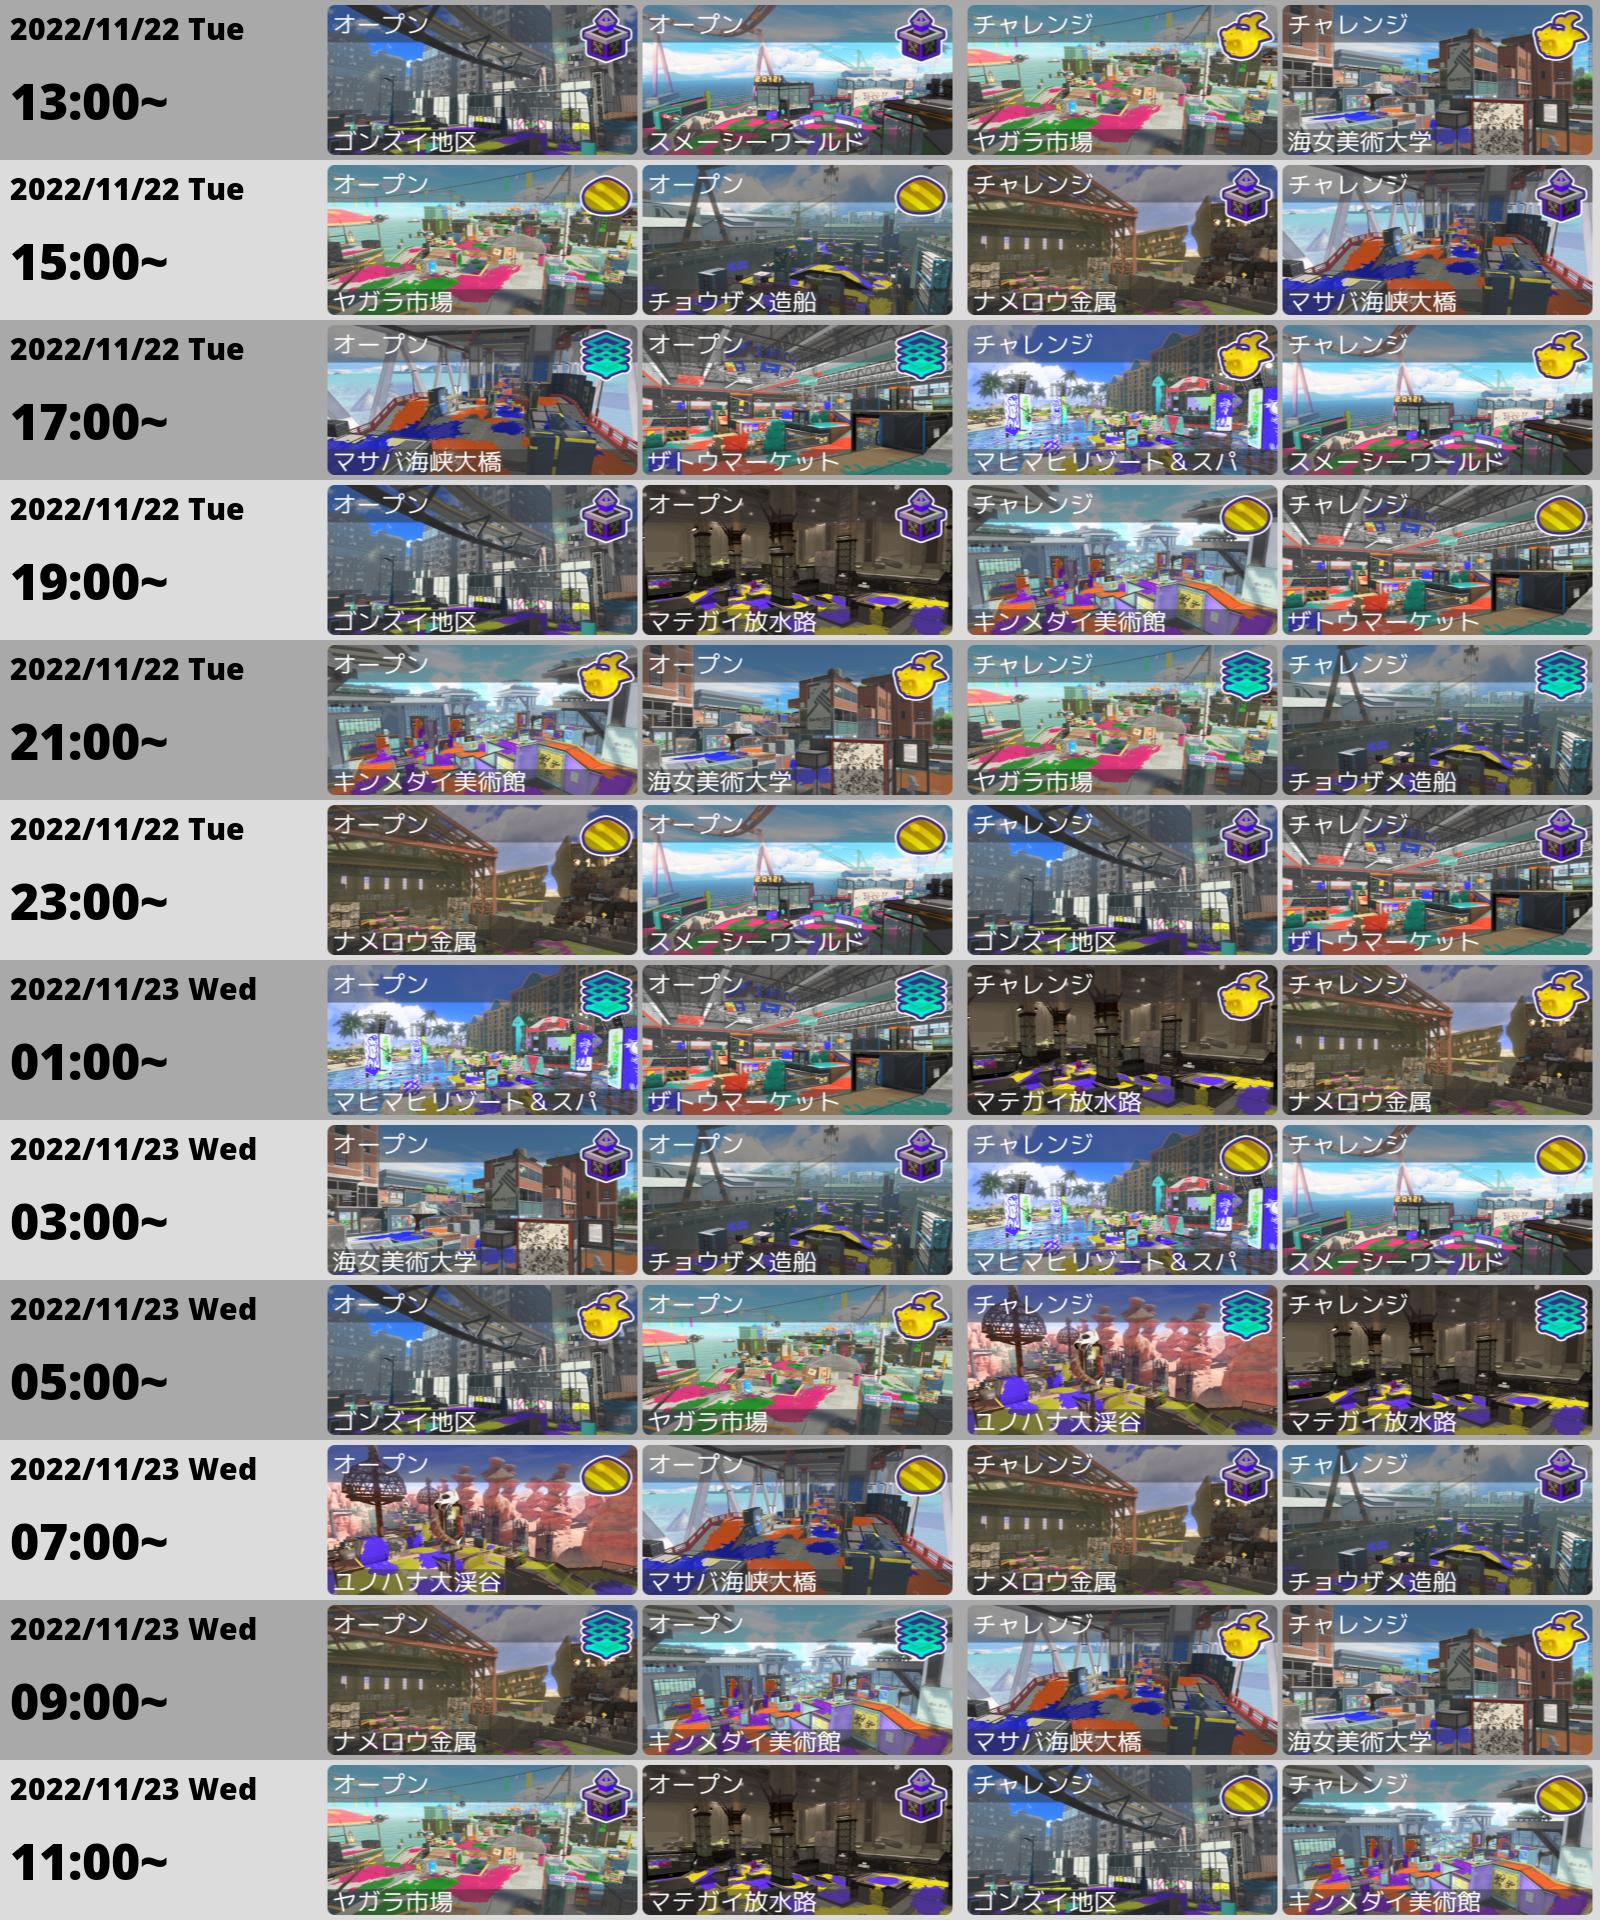 2022/11/22 Tue
13:00~
オープン
ゴンズイ地区
オープン
スメーシーワールド
チャレンジ
ヤガラ市場
チャレンジ
海女美術大学
2022/11/22 Tue
15:00~
オープン
ヤガラ市場
オープン
チョウザメ造船
チャレンジ
ナメロウ金属
チャレンジ
マサバ海峡大橋
2022/11/22 Tue
17:00~
オープン
マサバ海峡大橋
オープン
ザトウマーケット
チャレンジ
マヒマヒリゾート＆スパ
チャレンジ
スメーシーワールド
2022/11/22 Tue
19:00~
オープン
ゴンズイ地区
オープン
マテガイ放水路
チャレンジ
キンメダイ美術館
チャレンジ
ザトウマーケット
2022/11/22 Tue
21:00~
オープン
キンメダイ美術館
オープン
海女美術大学
チャレンジ
ヤガラ市場
チャレンジ
チョウザメ造船
2022/11/22 Tue
23:00~
オープン
ナメロウ金属
オープン
スメーシーワールド
チャレンジ
ゴンズイ地区
チャレンジ
ザトウマーケット
2022/11/23 Wed
01:00~
オープン
マヒマヒリゾート＆スパ
オープン
ザトウマーケット
チャレンジ
マテガイ放水路
チャレンジ
ナメロウ金属
2022/11/23 Wed
03:00~
オープン
海女美術大学
オープン
チョウザメ造船
チャレンジ
マヒマヒリゾート＆スパ
チャレンジ
スメーシーワールド
2022/11/23 Wed
05:00~
オープン
ゴンズイ地区
オープン
ヤガラ市場
チャレンジ
ユノハナ大渓谷
チャレンジ
マテガイ放水路
2022/11/23 Wed
07:00~
オープン
ユノハナ大渓谷
オープン
マサバ海峡大橋
チャレンジ
ナメロウ金属
チャレンジ
チョウザメ造船
2022/11/23 Wed
09:00~
オープン
ナメロウ金属
オープン
キンメダイ美術館
チャレンジ
マサバ海峡大橋
チャレンジ
海女美術大学
2022/11/23 Wed
11:00~
オープン
ヤガラ市場
オープン
マテガイ放水路
チャレンジ
ゴンズイ地区
チャレンジ
キンメダイ美術館